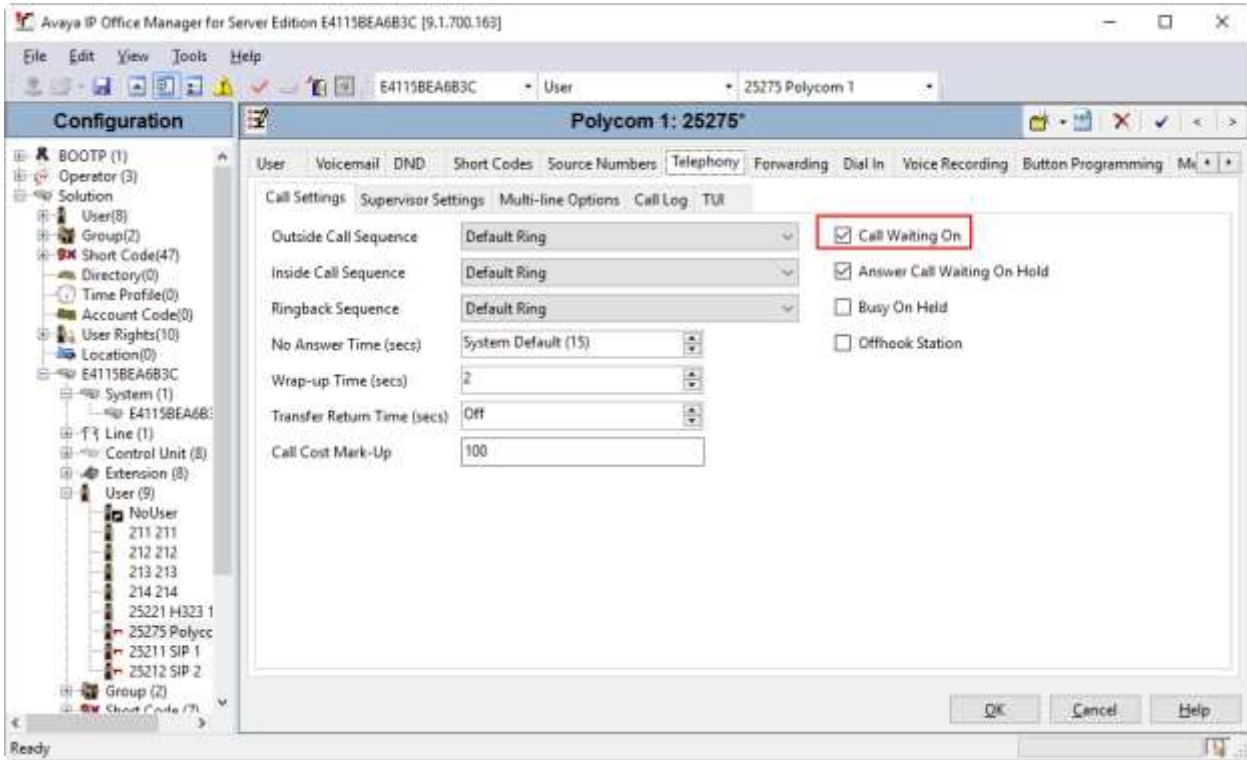 Avaya IP Office Manager for Server Edition E4115BEA6B3C [9.1.700.163]
File Edit View Tools Help
E4115BEA6B3C User 25275 Polycom 1
Configuration
Polycom 1: 25275*
BOOTP (1)
Operator (3)
Solution
User(8)
Group(2)
Short Code(47)
Directory(0)
Time Profile(0)
Account Code(0)
User Rights(10)
Location(0)
E4115BEA6B3C
System (1)
E4115BEA6B3
Line (1)
Control Unit (8)
Extension (8)
User (9)
NoUser
211 211
212 212
213 213
214 214
25221 H323 1
25275 Polycc
25211 SIP 1
25212 SIP 2
Group (2)
Short Code (7)
User Voicemail DND Short Codes Source Numbers Telephony Forwarding Dial In Voice Recording Button Programming Me
Call Settings Supervisor Settings Multi-line Options Call Log TUI
Outside Call Sequence Default Ring
Inside Call Sequence Default Ring
Ringback Sequence Default Ring
No Answer Time (secs) System Default (15)
Wrap-up Time (secs) 2
Transfer Return Time (secs) Off
Call Cost Mark-Up 100
Call Waiting On
Answer Call Waiting On Hold
Busy On Held
Offhook Station
OK Cancel Help
Ready